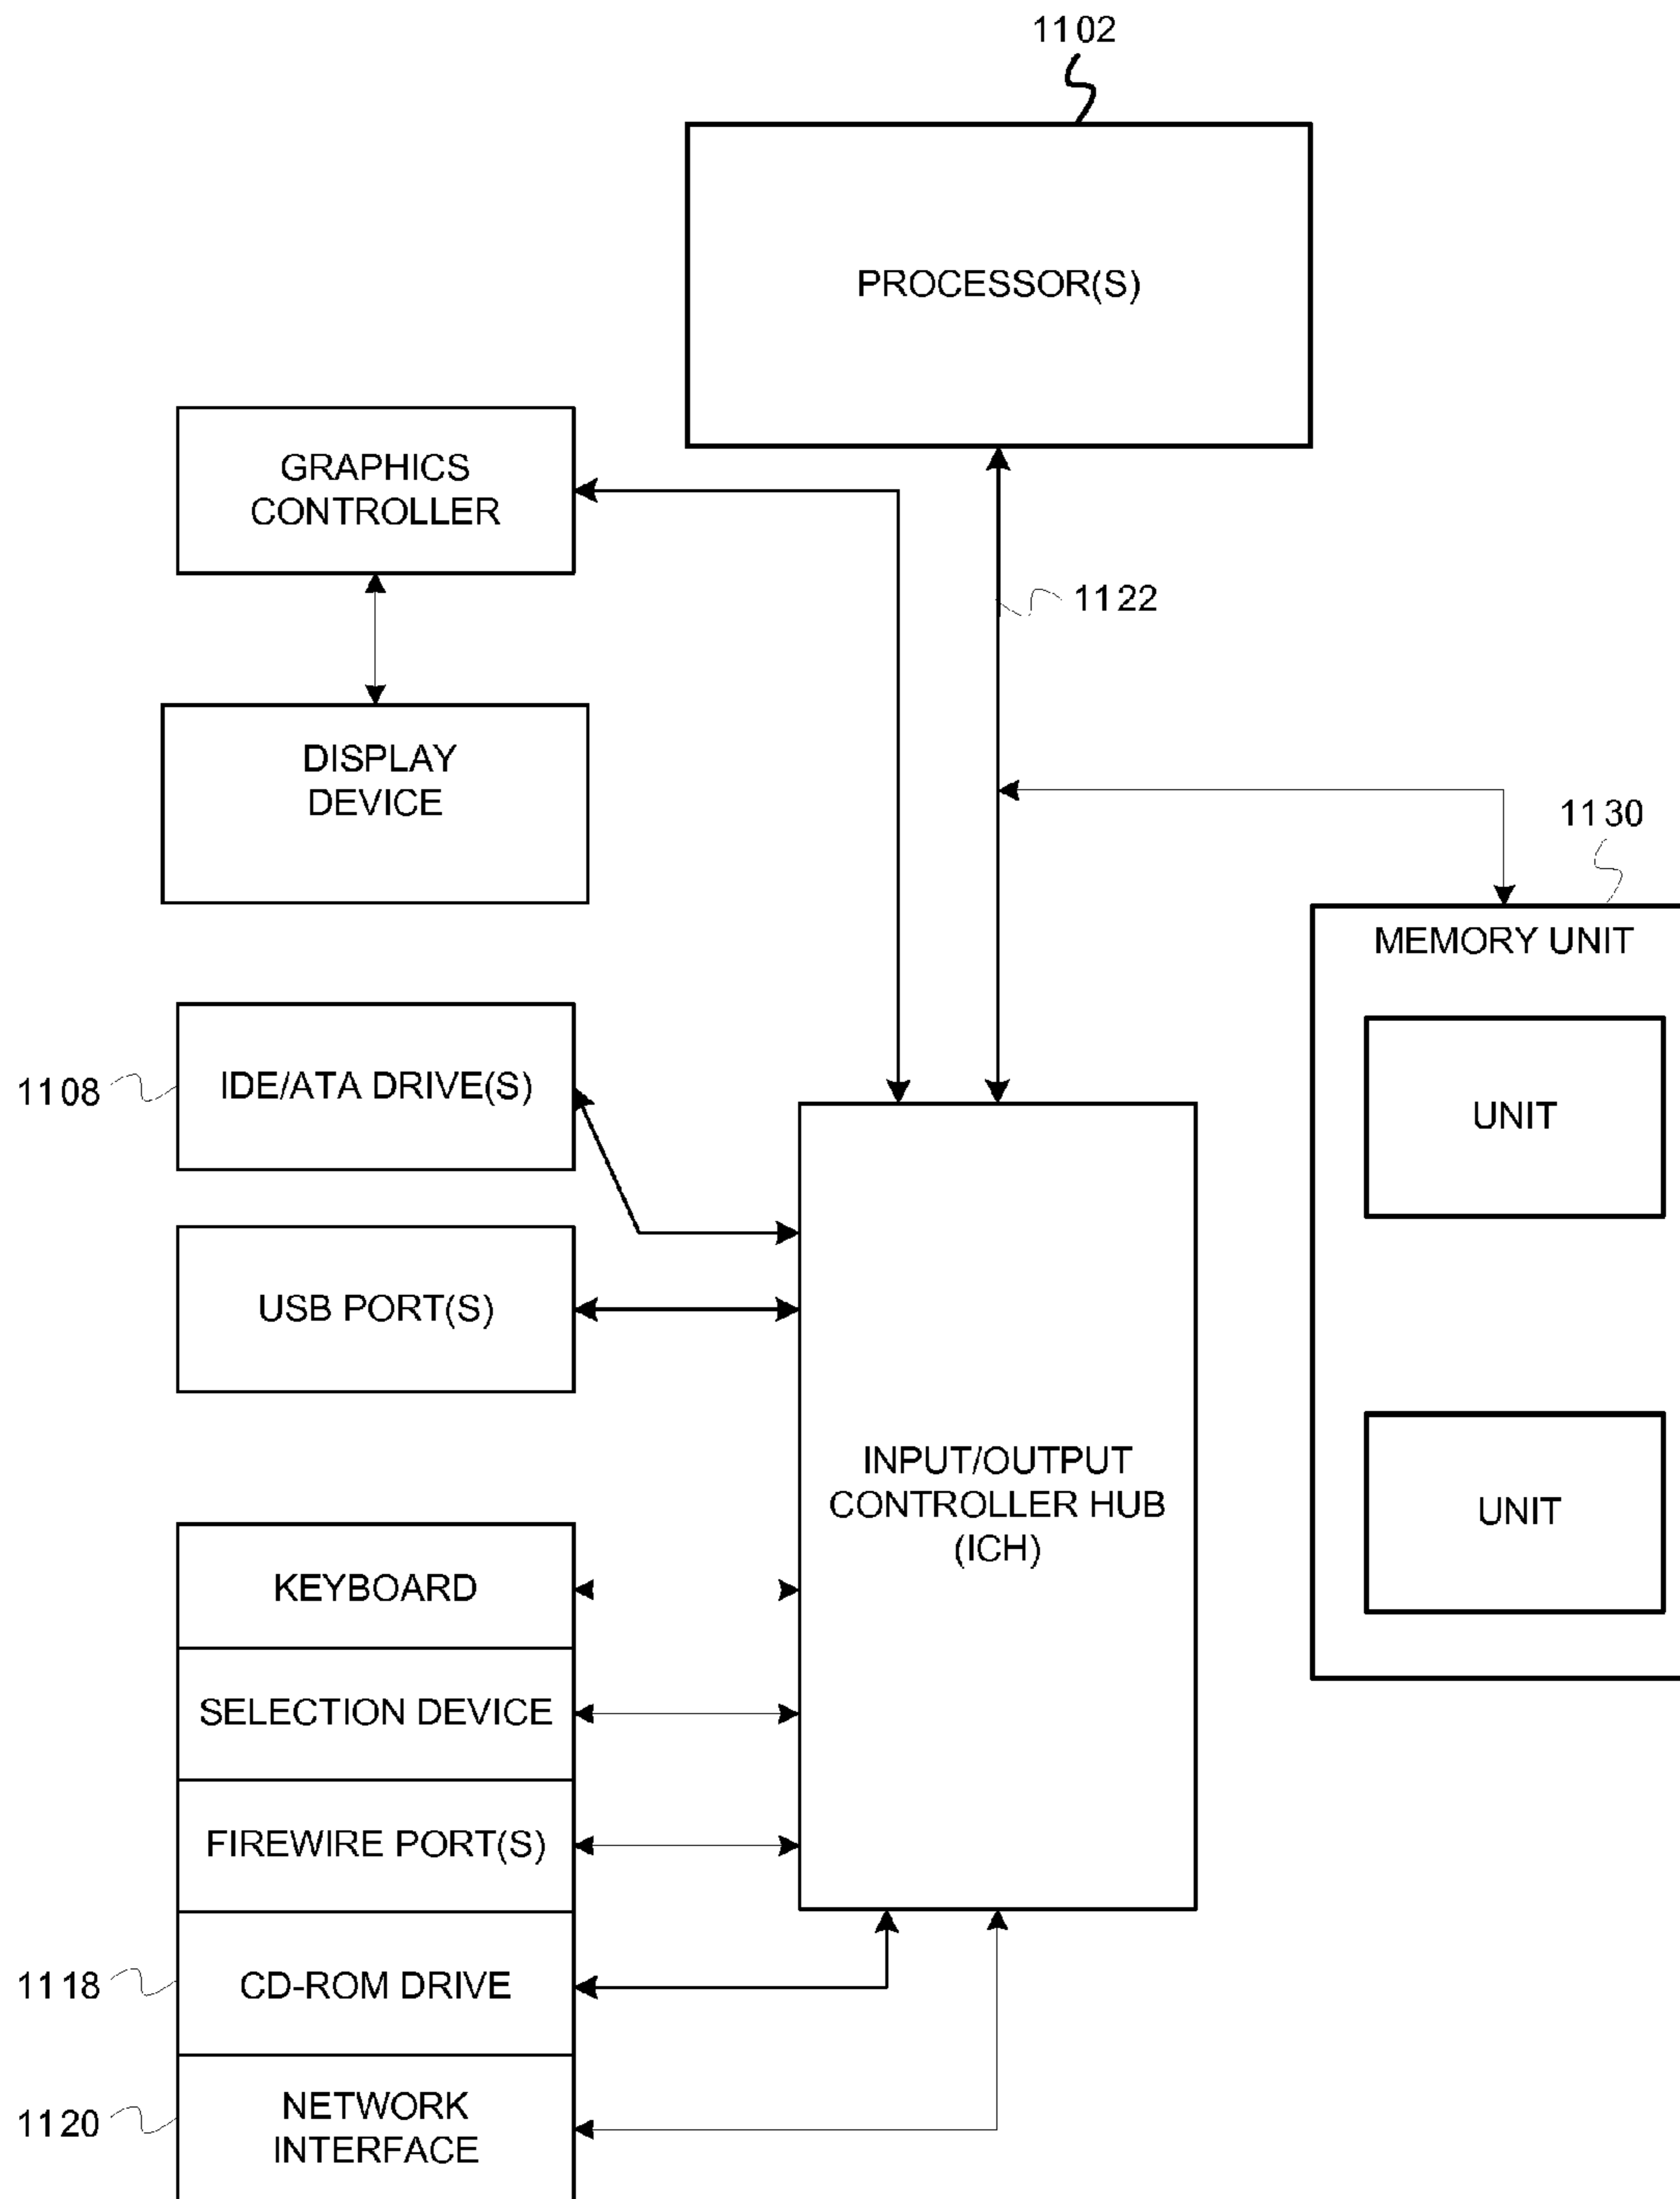 1102
PROCESSOR(S)
GRAPHICS
CONTROLLER
1122
DISPLAY
DEVICE
1130
MEMORY UNIT
1108
IDE/ATA DRIVE(S)
UNIT
USB PORT(S)
INPUT/OUTPUT
CONTROLLER HUB
(ICH)
UNIT
KEYBOARD
SELECTION DEVICE
FIREWIRE PORT(S)
1118
CD-ROM DRIVE
1120
NETWORK
INTERFACE